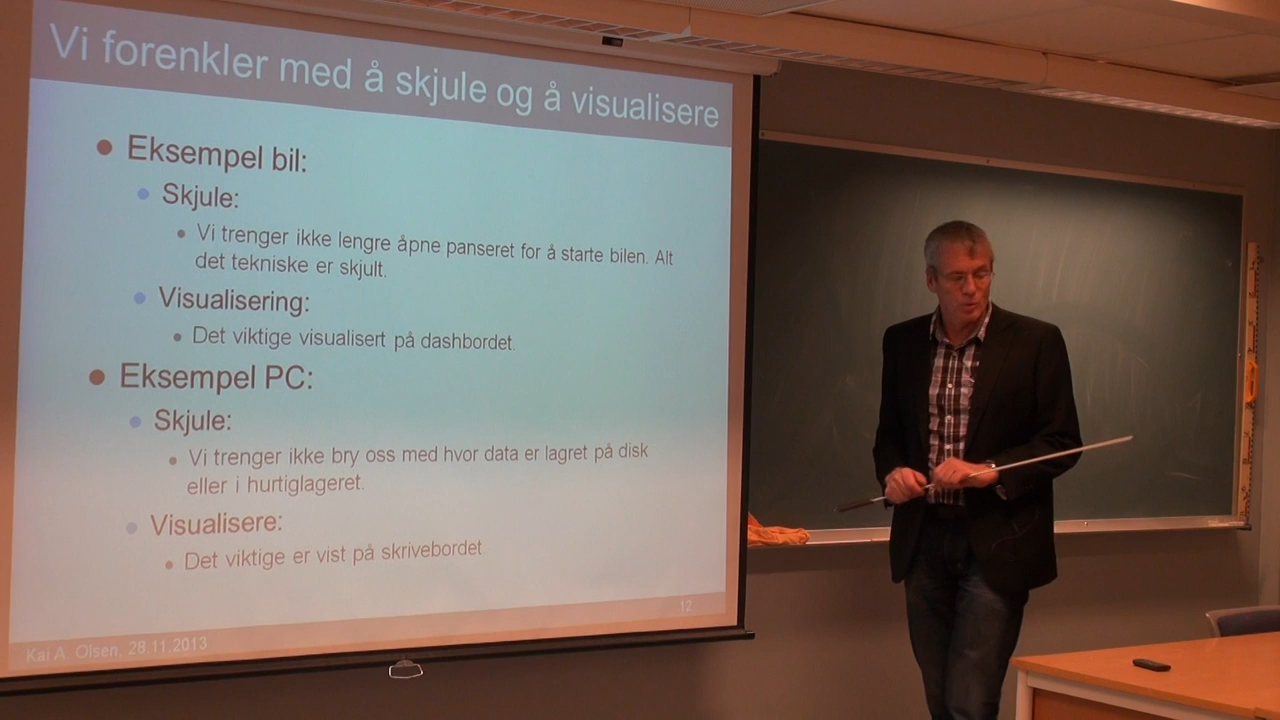 Vi forenkler med å skjule og å visualisere
Eksempel bil:
Skjule:
Vi trenger ikke lengre åpne panseret for å starte bilen. Alt
det tekniske er skjult.
Visualisering:
Det viktige visualisert på dashbordet.
Eksempel PC:
Skjule:
Vi trenger ikke bry oss med hvor data er lagret på disk
eller i hurtiglageret.
Visualisere:
Det viktige er vist på skrivebordet
12
Kai A. Olsen, 28.11.2013